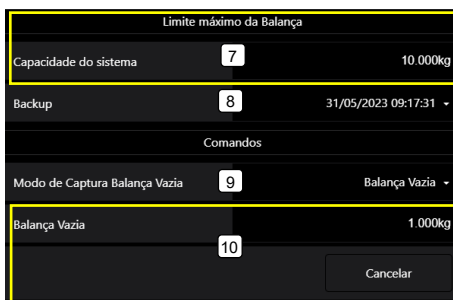 Limite máximo da Balança
Capacidade do sistema 7 10.000kg
Backup 8 31/05/2023 09:17:31
Comandos
Modo de Captura Balança Vazia 9 Balança Vazia
Balança Vazia 1.000kg
10
Cancelar